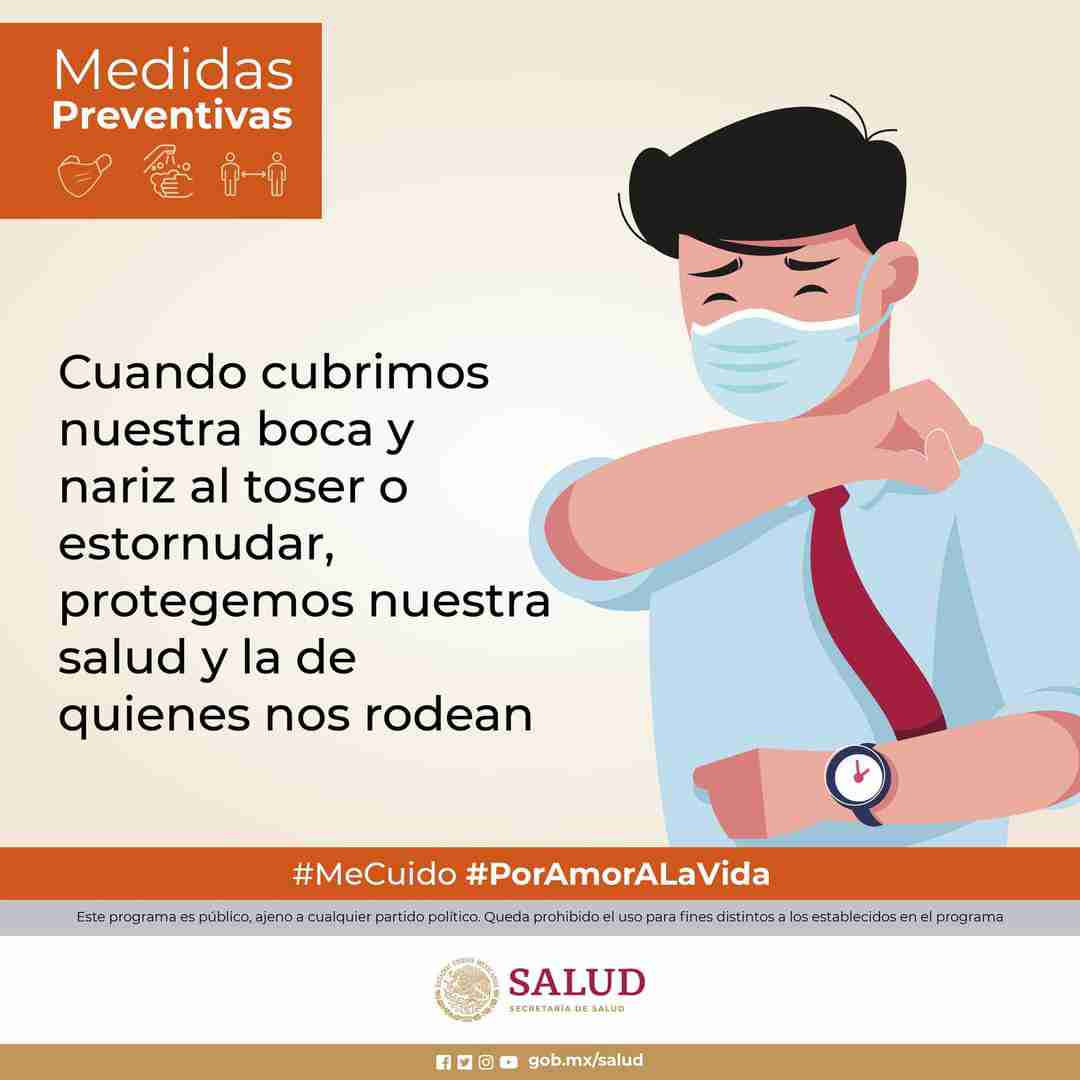 Medidas
Preventivas
Cuando cubrimos
nuestra boca y
nariz al toser o
estornudar,
protegemos nuestra
salud y la de
quienes nos rodean
#MeCuido #PorAmorALaVida
Este programa es público, ajeno a cualquier partido político. Queda prohibido el uso para fines distintos a los establecidos en el programa
SALUD
SECRETARÍA DE SALUD
gob.mx/salud